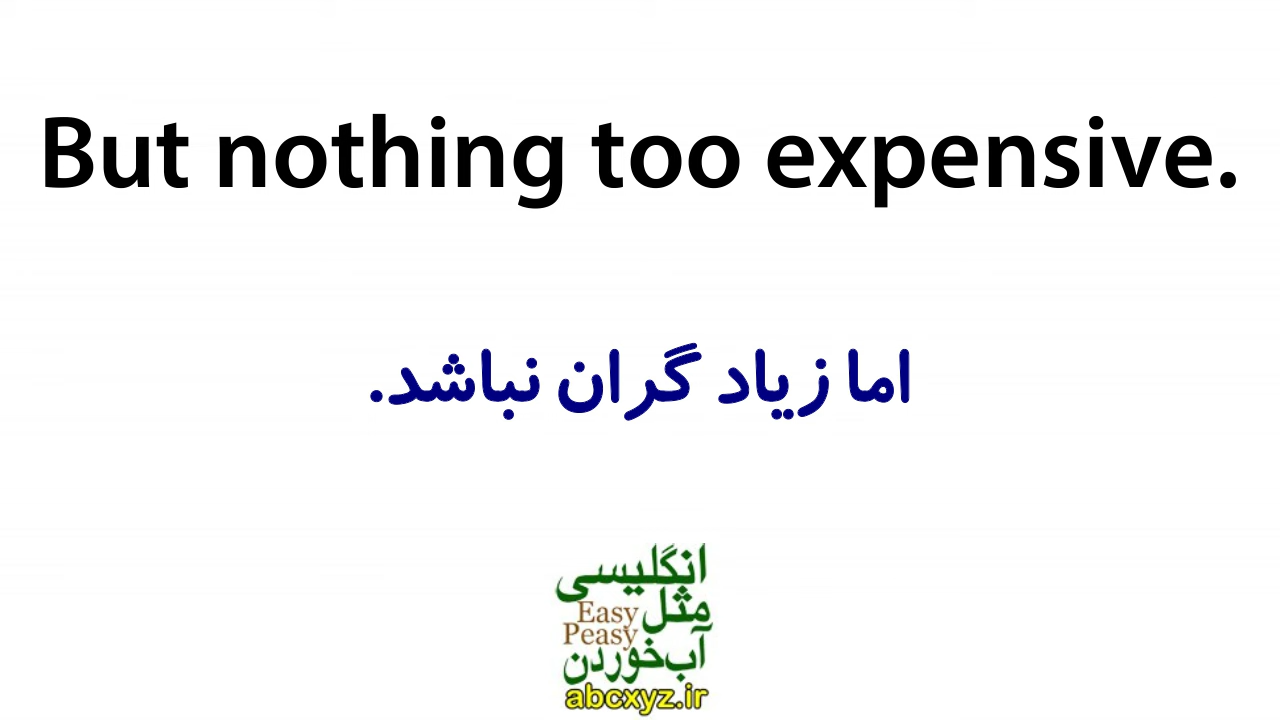 But nothing too expensive.
اما زیاد گران نباشد.
انگلیسی
مثل Easy
Peasy
آب خوردن
abcxyz.ir